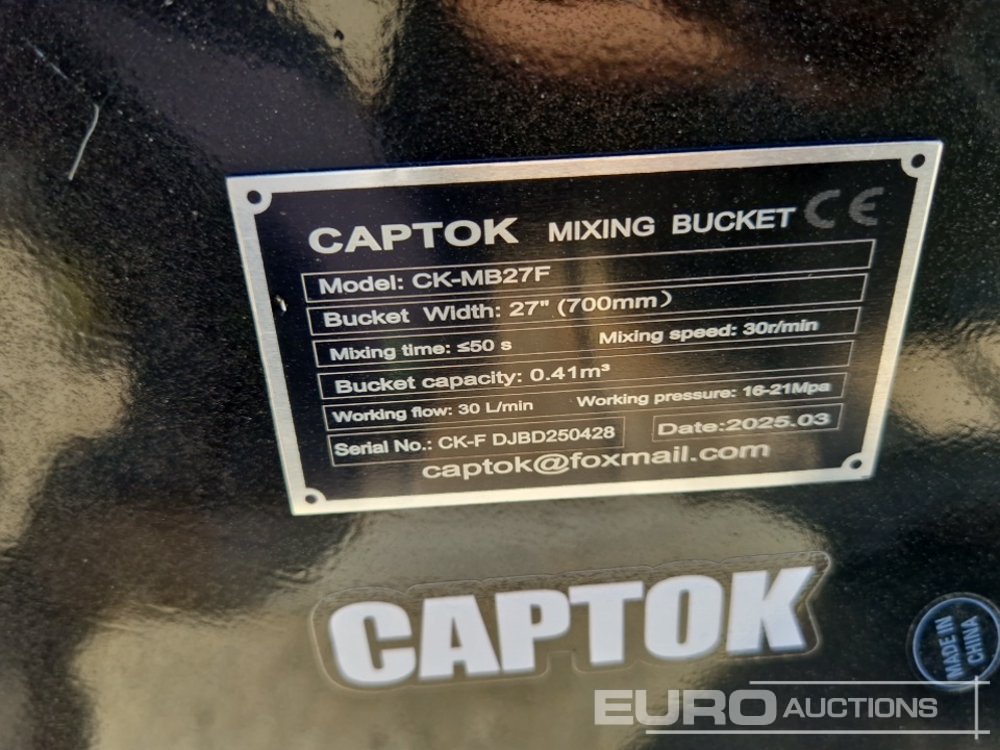 CAPTOK MIXING BUCKET CE
Model: CK-MB27F
Bucket Width: 27" (700mm）
Mixing time: ≤50 s Mixing speed: 30r/min
Bucket capacity: 0.41m³
Working flow: 30 L/min Working pressure: 16-21Mpa
Serial No.: CK-F DJBD250428 Date:2025.03
captok@foxmail.com
CAPTOK
MADE IN
CHINA
EURO AUCTIONS